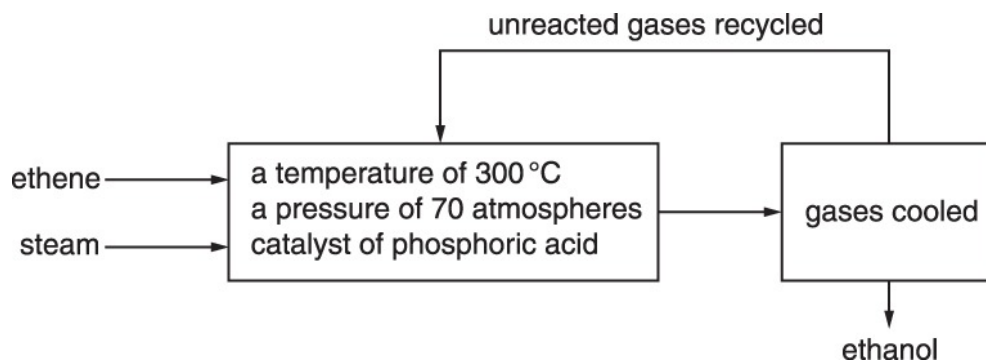 unreacted gases recycled
ethene
steam
a temperature of 300 °C
a pressure of 70 atmospheres
catalyst of phosphoric acid
gases cooled
ethanol